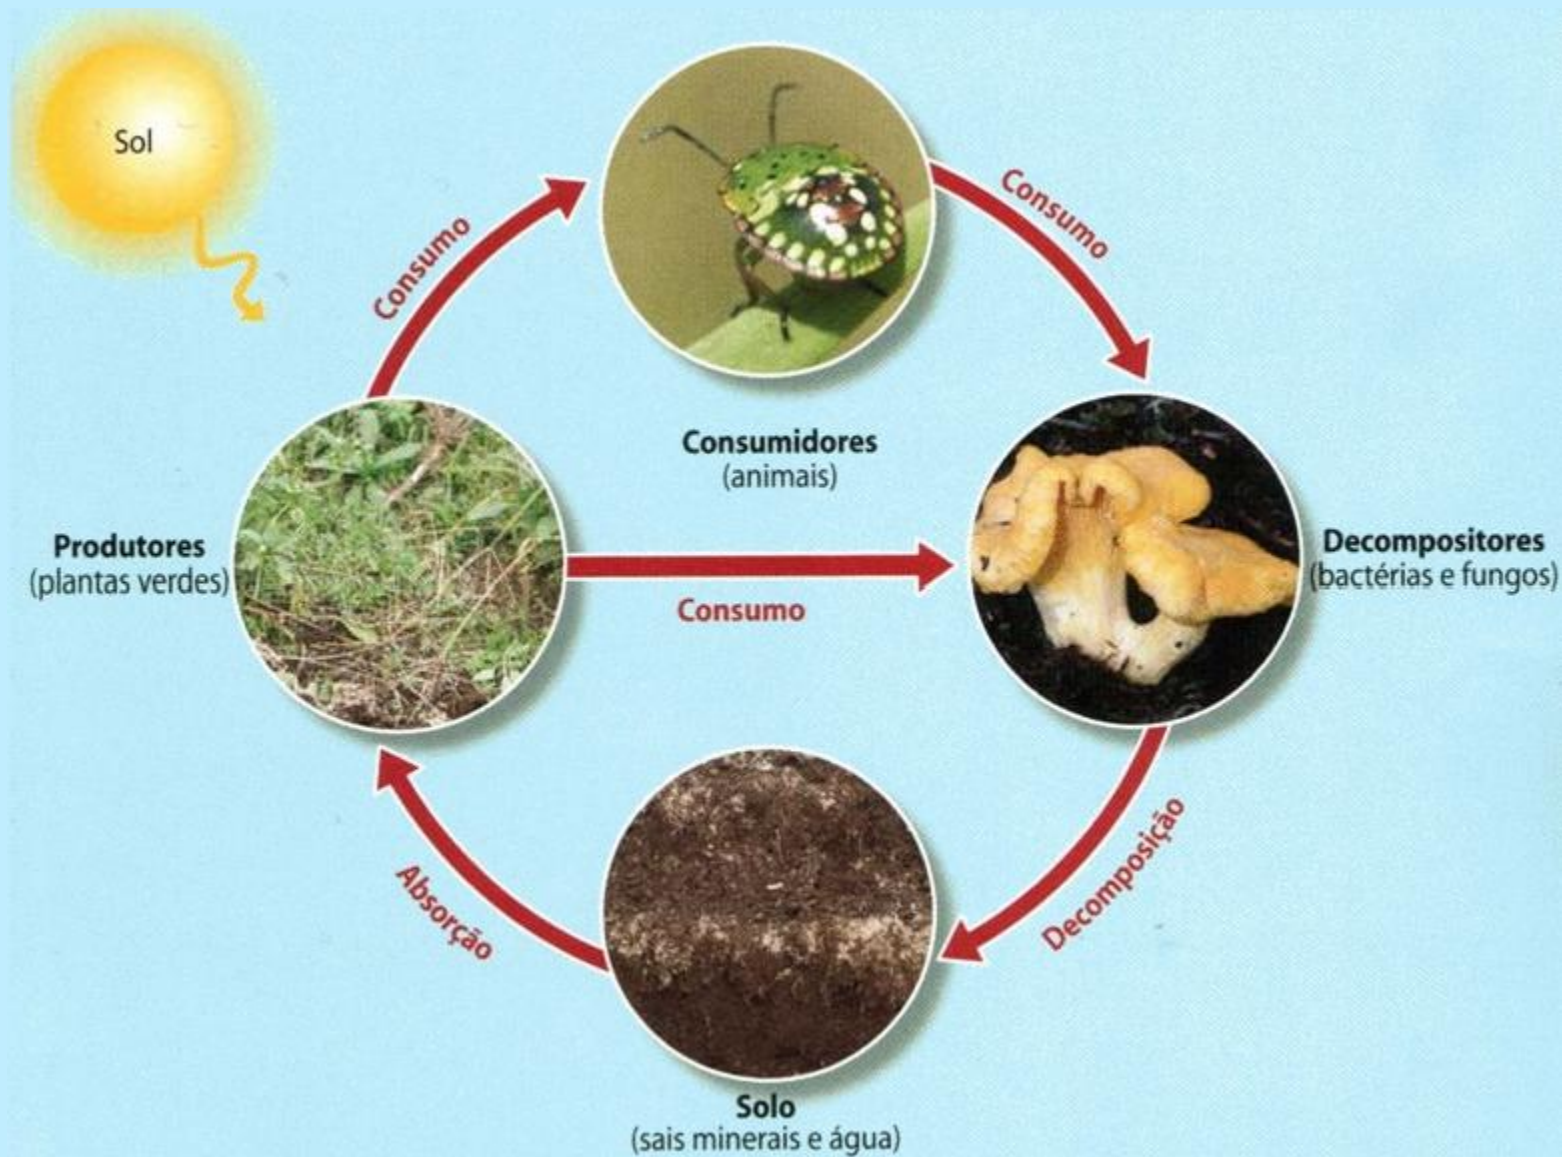 Sol
Consumo
Consumo
Consumidores
(animais)
Produtores
(plantas verdes)
Decompositores
(bactérias e fungos)
Consumo
Absorção
Decomposição
Solo
(sais minerais e água)